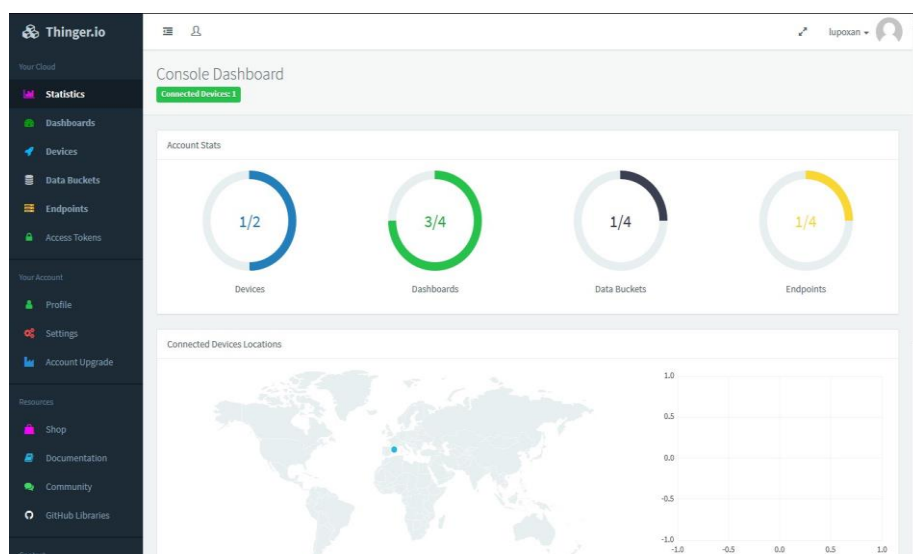 Thinger.io
lupoxan
Your Cloud
Statistics
Dashboards
Devices
Data Buckets
Endpoints
Access Tokens
Your Account
Profile
Settings
Account Upgrade
Resources
Shop
Documentation
Community
GitHub Libraries
Console Dashboard
Connected Devices: 1
Account Stats
1/2
3/4
1/4
1/4
Devices
Dashboards
Data Buckets
Endpoints
Connected Devices Locations
1.0
0.5
0.0
-0.5
-1.0
-1.0 -0.5 0.0 0.5 1.0